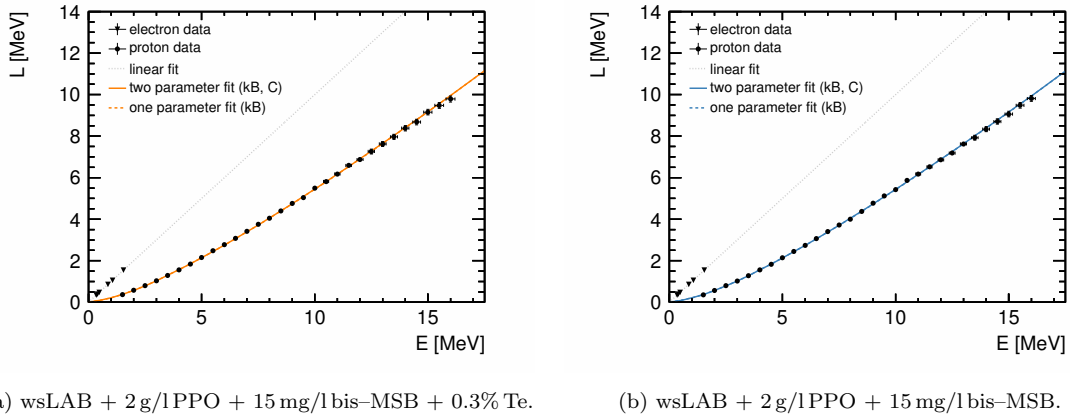 L [MeV]
14
12
10
8
6
4
2
0
electron data
proton data
linear fit
two parameter fit (kB, C)
one parameter fit (kB)
0
5
10
15
E [MeV]
L [MeV]
14
12
10
8
6
4
2
0
electron data
proton data
linear fit
two parameter fit (kB, C)
one parameter fit (kB)
0
5
10
15
E [MeV]
) wsLAB + 2 g/l PPO + 15 mg/l bis–MSB + 0.3% Te.
(b) wsLAB + 2 g/l PPO + 15 mg/l bis–MSB.